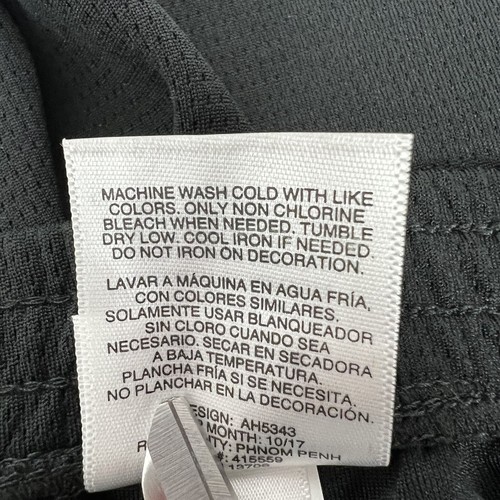 MACHINE WASH COLD WITH LIKE
COLORS. ONLY NON CHLORINE
BLEACH WHEN NEEDED. TUMBLE
DRY LOW. COOL IRON IF NEEDED.
DO NOT IRON ON DECORATION.
LAVAR A MÁQUINA EN AGUA FRÍA,
CON COLORES SIMILARES.
SOLAMENTE USAR BLANQUEADOR
SIN CLORO CUANDO SEA
NECESARIO. SECAR EN SECADORA
A BAJA TEMPERATURA.
PLANCHA FRÍA SI SE NECESITA.
NO PLANCHAR EN LA DECORACIÓN.
AH5343
MONTH: 10/17
PHNOM PENH
415559